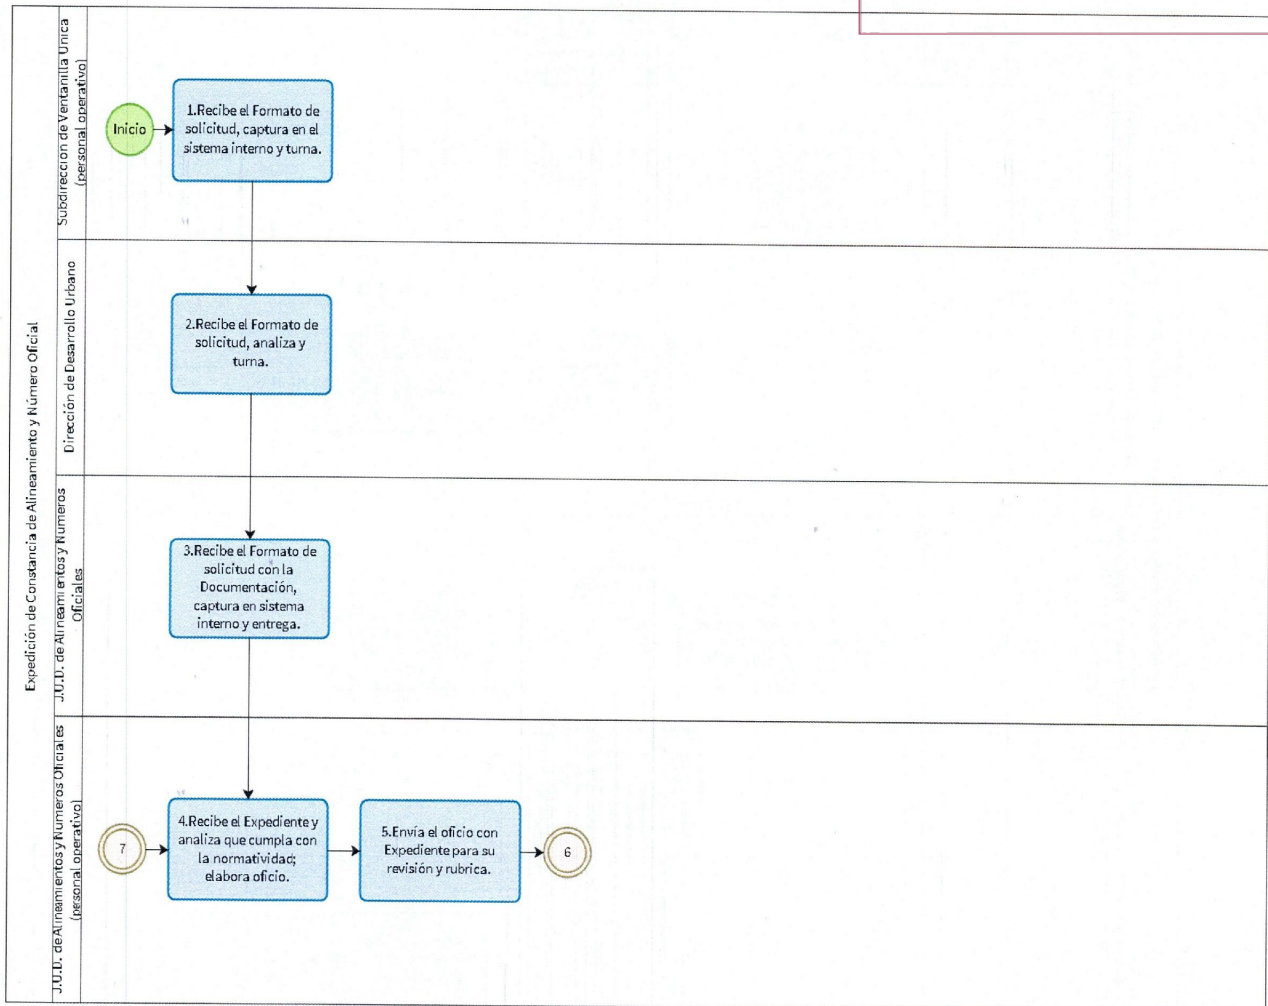 Expedición de Constancia de Alineamiento y Número Oficial
Subdirección de Ventanilla Única
(personal operativo)
Inicio
1.Recibe el Formato de
solicitud, captura en el
sistema interno y turna.
Dirección de Desarrollo Urbano
2.Recibe el Formato de
solicitud, analiza y
turna.
J.U.D. de Alineamientos y Números
Oficiales
3.Recibe el Formato de
solicitud con la
Documentación,
captura en sistema
interno y entrega.
J.U.D. de Alineamientos y Números Oficiales
(personal operativo)
7
4.Recibe el Expediente y
analiza que cumpla con
la normatividad;
elabora oficio.
5.Envía el oficio con
Expediente para su
revisión y rubrica.
6